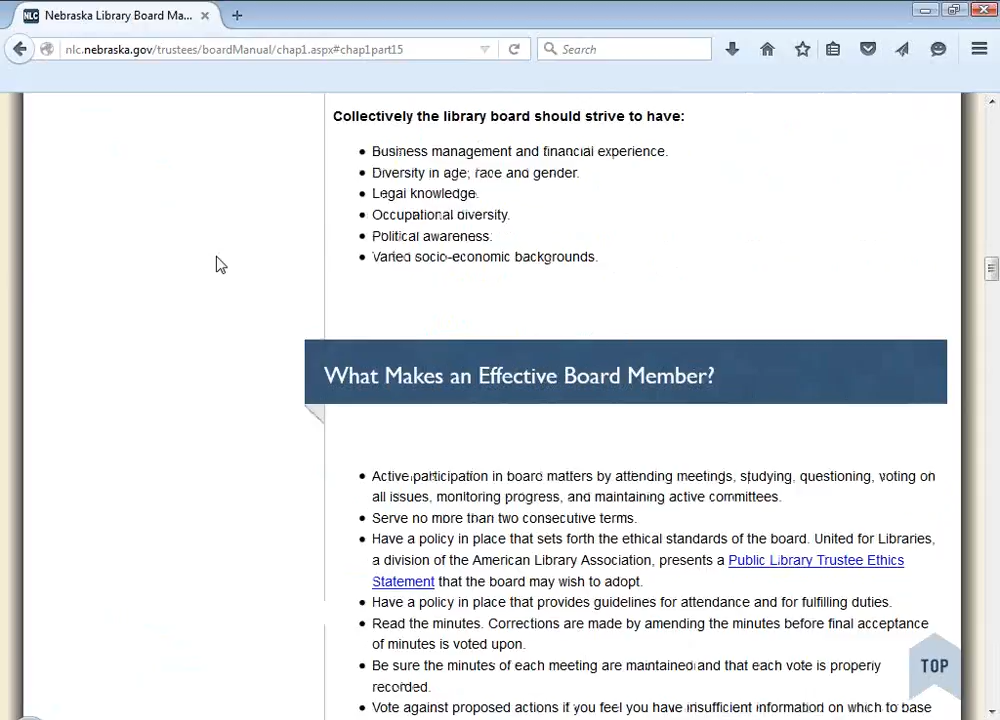 NLC Nebraska Library Board Ma...
nlc.nebraska.gov/trustees/boardManual/chap1.aspx#chap1part15
Search
Collectively the library board should strive to have:
• Business management and financial experience.
• Diversity in age; race and gender.
• Legal knowledge.
• Occupational diversity.
• Political awareness.
• Varied socio-economic backgrounds.
What Makes an Effective Board Member?
• Active participation in board matters by attending meetings, studying, questioning, voting on
all issues, monitoring progress, and maintaining active committees.
• Serve no more than two consecutive terms.
• Have a policy in place that sets forth the ethical standards of the board. United for Libraries,
a division of the American Library Association, presents a Public Library Trustee Ethics
Statement that the board may wish to adopt.
• Have a policy in place that provides guidelines for attendance and for fulfilling duties.
• Read the minutes. Corrections are made by amending the minutes before final acceptance
of minutes is voted upon.
• Be sure the minutes of each meeting are maintained and that each vote is properly
recorded.
TOP
• Vote against proposed actions if you feel you have insufficient information on which to base